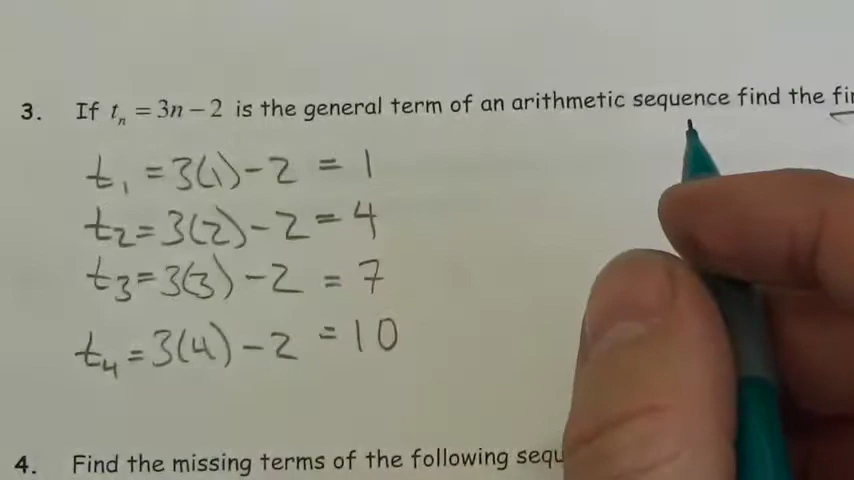 3. If tₙ = 3n − 2 is the general term of an arithmetic sequence find the
t₁ = 3(1) − 2 = 1
t₂ = 3(2) − 2 = 4
t₃ = 3(3) − 2 = 7
t₄ = 3(4) − 2 = 10
4. Find the missing terms of the following